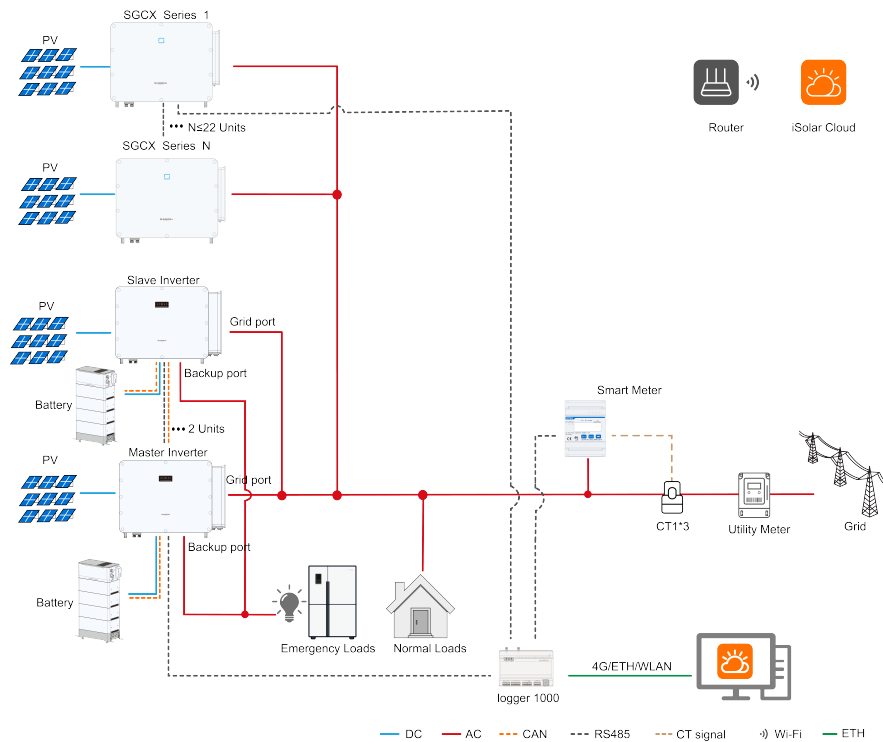 SGCX Series 1
PV
N≤22 Units
SGCX Series N
PV
Router
iSolar Cloud
Slave Inverter
PV
Grid port
Backup port
Battery
2 Units
Master Inverter
PV
Grid port
Backup port
Battery
Smart Meter
CT1*3
Utility Meter
Grid
Emergency Loads
Normal Loads
4G/ETH/WLAN
logger 1000
DC
AC
CAN
RS485
CT signal
Wi-Fi
ETH